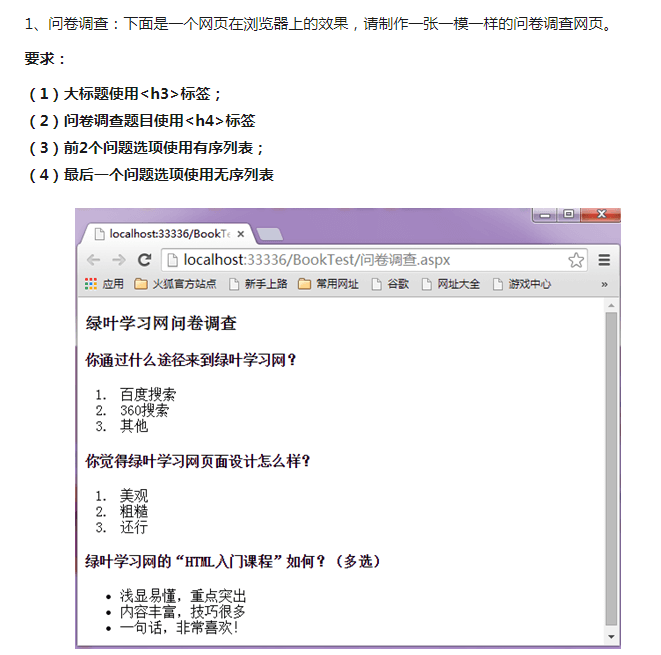 1、问卷调查：下面是一个网页在浏览器上的效果，请制作一张一模一样的问卷调查网页。
要求：
（1）大标题使用<h3>标签；
（2）问卷调查题目使用<h4>标签
（3）前2个问题选项使用有序列表；
（4）最后一个问题选项使用无序列表
localhost:33336/BookTe
localhost:33336/BookTest/问卷调查.aspx
应用 火狐官方站点 新手上路 常用网址 谷歌 网址大全 游戏中心 »
绿叶学习网问卷调查
你通过什么途径来到绿叶学习网？
1. 百度搜索
2. 360搜索
3. 其他
你觉得绿叶学习网页面设计怎么样？
1. 美观
2. 粗糙
3. 还行
绿叶学习网的“HTML入门课程”如何？（多选）
• 浅显易懂，重点突出
• 内容丰富，技巧很多
• 一句话，非常喜欢！